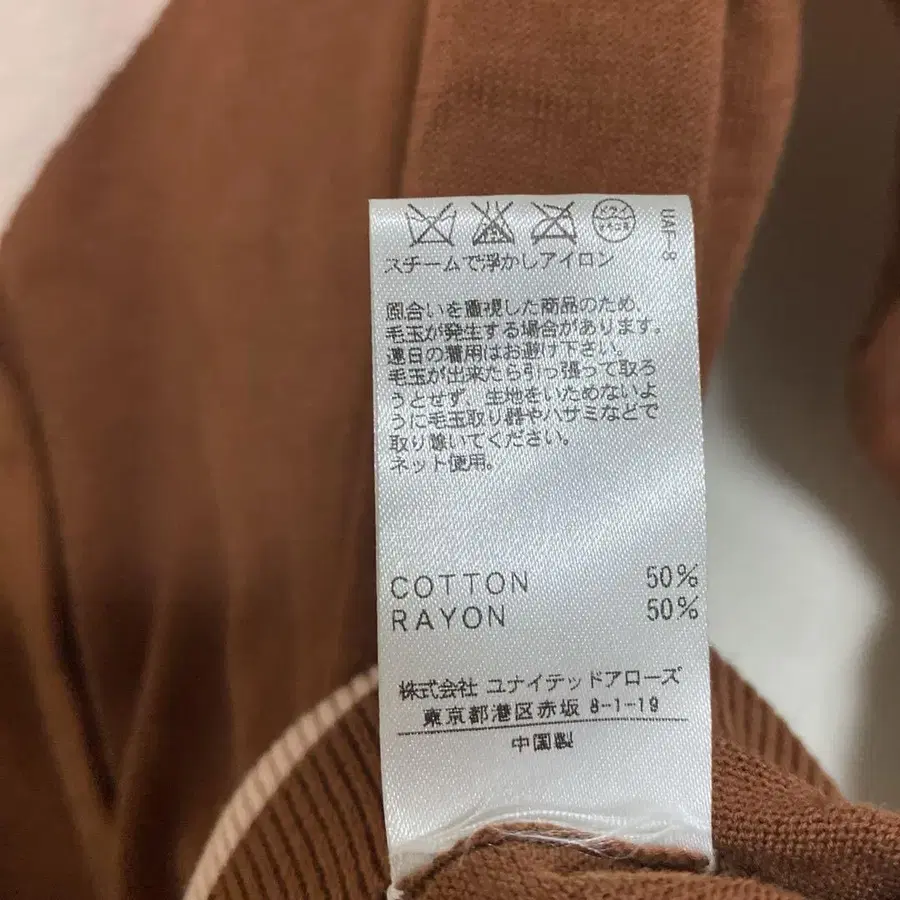 UAT-8
ドライ
スチームで浮かしアイロン
風合いを重視した商品のため、
毛玉が発生する場合があります。
連日の着用はお避け下さい。
毛玉が出来たら引っ張って取ろ
うとせず、生地をいためないよ
うに毛玉取り器やハサミなどで
取り除いてください。
ネット使用。
COTTON 50%
RAYON 50%
株式会社 ユナイテッドアローズ
東京都港区赤坂 8-1-19
中国製